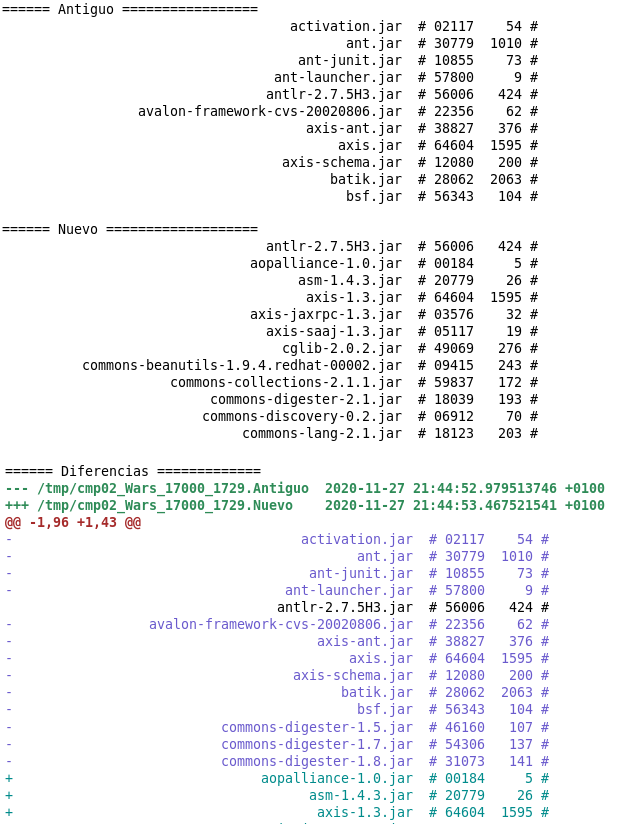 ====== Antiguo =================
activation.jar # 02117 54 #
ant.jar # 30779 1010 #
ant-junit.jar # 10855 73 #
ant-launcher.jar # 57800 9 #
antlr-2.7.5H3.jar # 56006 424 #
avalon-framework-cvs-20020806.jar # 22356 62 #
axis-ant.jar # 38827 376 #
axis.jar # 64604 1595 #
axis-schema.jar # 12080 200 #
batik.jar # 28062 2063 #
bsf.jar # 56343 104 #
====== Nuevo ===================
antlr-2.7.5H3.jar # 56006 424 #
aopalliance-1.0.jar # 00184 5 #
asm-1.4.3.jar # 20779 26 #
axis-1.3.jar # 64604 1595 #
axis-jaxrpc-1.3.jar # 03576 32 #
axis-saaj-1.3.jar # 05117 19 #
cglib-2.0.2.jar # 49069 276 #
commons-beanutils-1.9.4.redhat-00002.jar # 09415 243 #
commons-collections-2.1.1.jar # 59837 172 #
commons-digester-2.1.jar # 18039 193 #
commons-discovery-0.2.jar # 06912 70 #
commons-lang-2.1.jar # 18123 203 #
====== Diferencias =============
--- /tmp/cmp02_Wars_17000_1729.Antiguo 2020-11-27 21:44:52.979513746 +0100
+++ /tmp/cmp02_Wars_17000_1729.Nuevo 2020-11-27 21:44:53.467521541 +0100
@@ -1,96 +1,43 @@
- activation.jar # 02117 54 #
- ant.jar # 30779 1010 #
- ant-junit.jar # 10855 73 #
- ant-launcher.jar # 57800 9 #
antlr-2.7.5H3.jar # 56006 424 #
- avalon-framework-cvs-20020806.jar # 22356 62 #
- axis-ant.jar # 38827 376 #
- axis.jar # 64604 1595 #
- axis-schema.jar # 12080 200 #
- batik.jar # 28062 2063 #
- bsf.jar # 56343 104 #
- commons-digester-1.5.jar # 46160 107 #
- commons-digester-1.7.jar # 54306 137 #
- commons-digester-1.8.jar # 31073 141 #
+ aopalliance-1.0.jar # 00184 5 #
+ asm-1.4.3.jar # 20779 26 #
+ axis-1.3.jar # 64604 1595 #